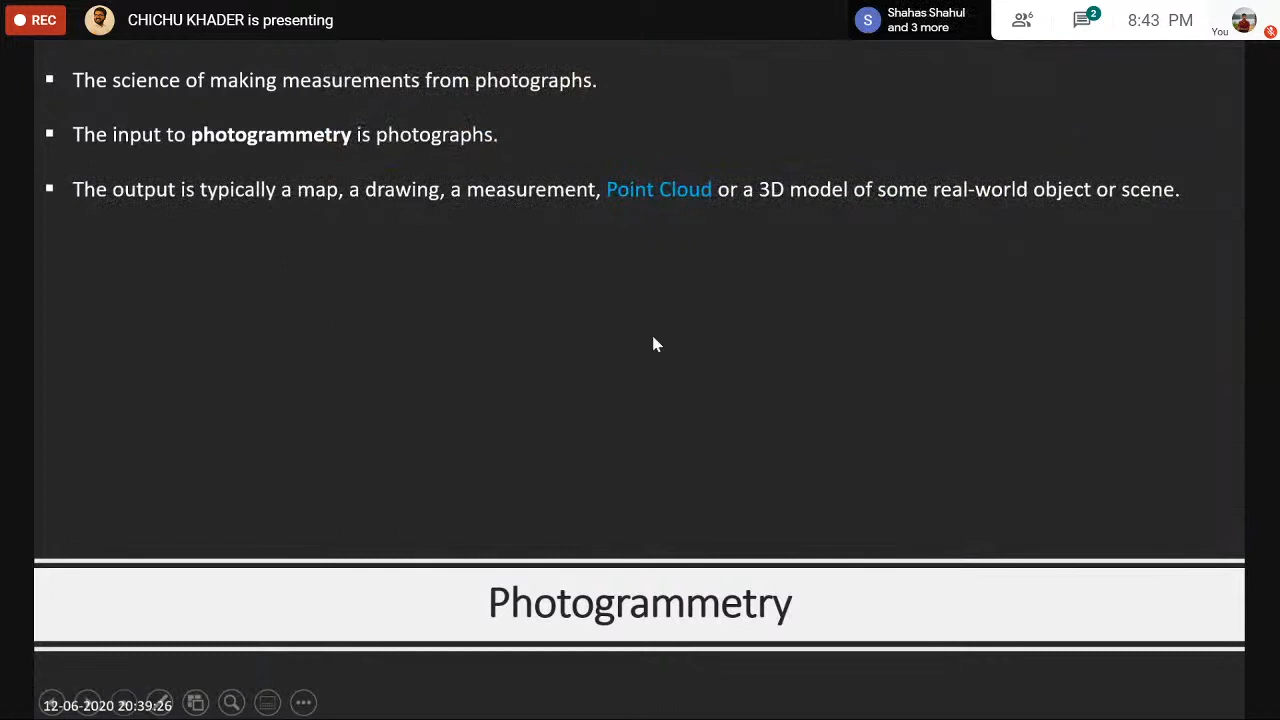 REC
CHICHU KHADER is presenting
S
Shahas Shahul
and 3 more
6
2
8:43 PM
You
▪ The science of making measurements from photographs.
▪ The input to photogrammetry is photographs.
▪ The output is typically a map, a drawing, a measurement, Point Cloud or a 3D model of some real-world object or scene.
Photogrammetry
12-06-2020 20:39:26